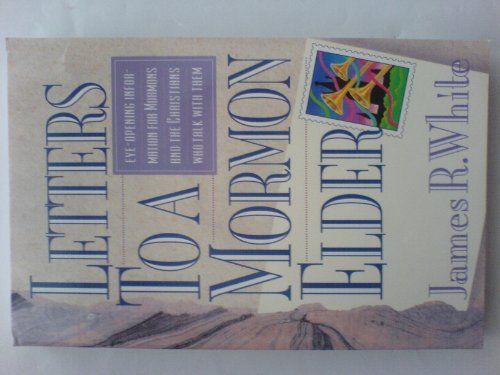 LETTERS
TO A
MORMON
ELDER
EYE-OPENING INFOR-
MATION FOR MORMONS
AND THE CHRISTIANS
WHO TALK WITH THEM
James R. White